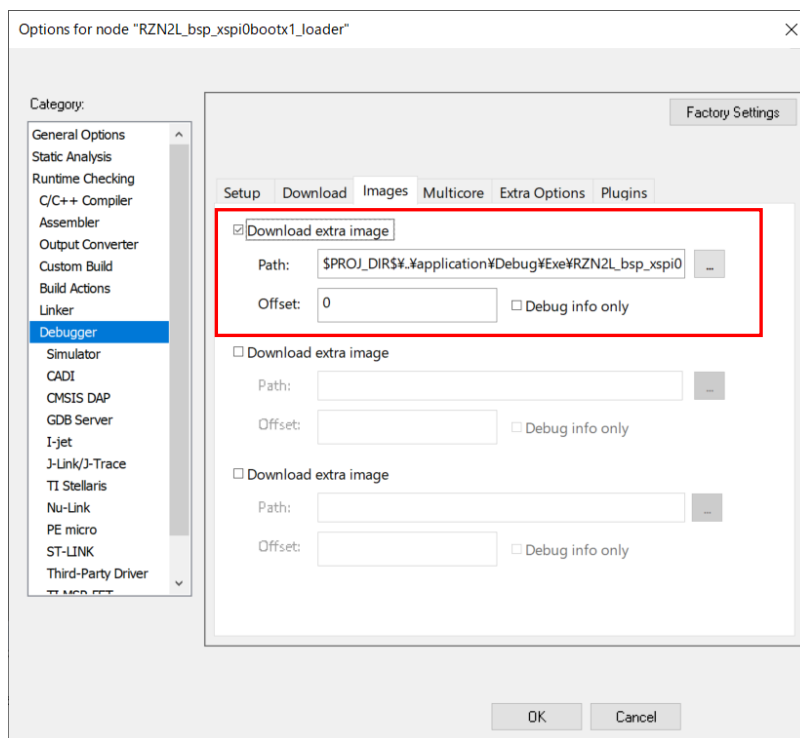 Options for node "RZN2L_bsp_xspi0bootx1_loader"
Category:
General Options
Static Analysis
Runtime Checking
C/C++ Compiler
Assembler
Output Converter
Custom Build
Build Actions
Linker
Debugger
Simulator
CADI
CMSIS DAP
GDB Server
I-jet
J-Link/J-Trace
TI Stellaris
Nu-Link
PE micro
ST-LINK
Third-Party Driver
TI MSP FET
Factory Settings
Setup Download Images Multicore Extra Options Plugins
Download extra image
Path: $PROJ_DIR$¥..¥application¥Debug¥Exe¥RZN2L_bsp_xspi0 ...
Offset: 0 Debug info only
Download extra image
Path: ...
Offset: Debug info only
Download extra image
Path: ...
Offset: Debug info only
OK Cancel